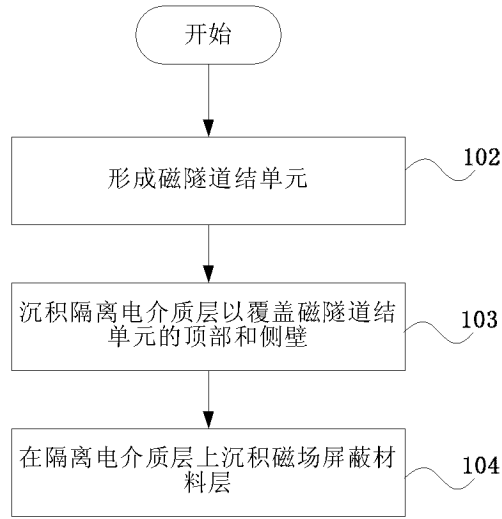 开始
形成磁隧道结单元
102
沉积隔离电介质层以覆盖磁隧道结
单元的顶部和侧壁
103
在隔离电介质层上沉积磁场屏蔽材
料层
104